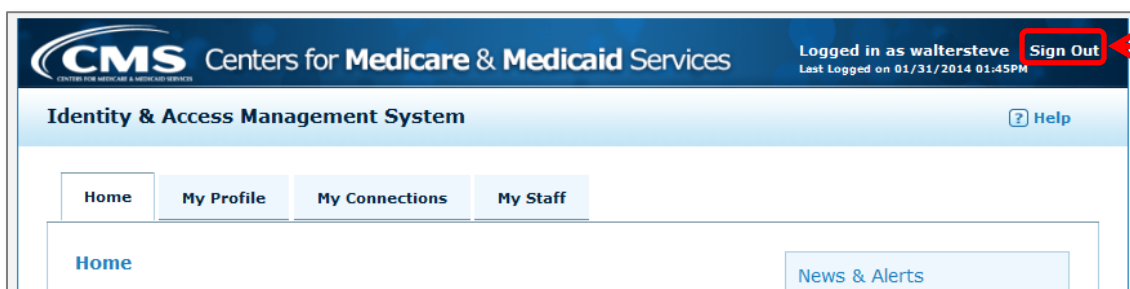 CMS Centers for Medicare & Medicaid Services
CENTERS FOR MEDICARE & MEDICAID SERVICES
Logged in as waltersteve Sign Out
Last Logged on 01/31/2014 01:45PM
Identity & Access Management System
? Help
Home My Profile My Connections My Staff
Home
News & Alerts